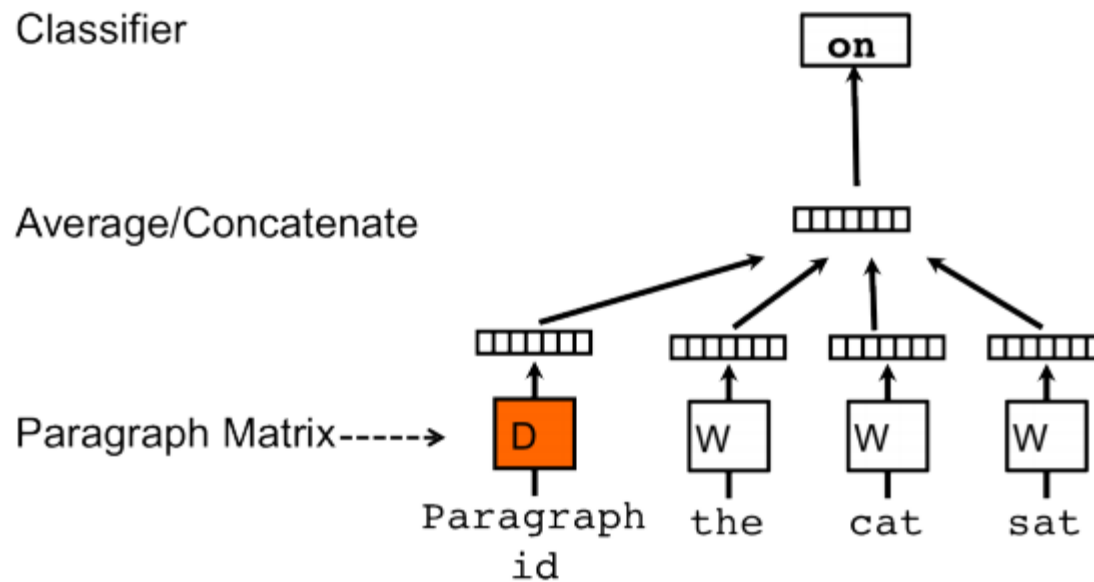 Classifier
on
Average/Concatenate
Paragraph Matrix
D
W
W
W
Paragraph
id
the
cat
sat